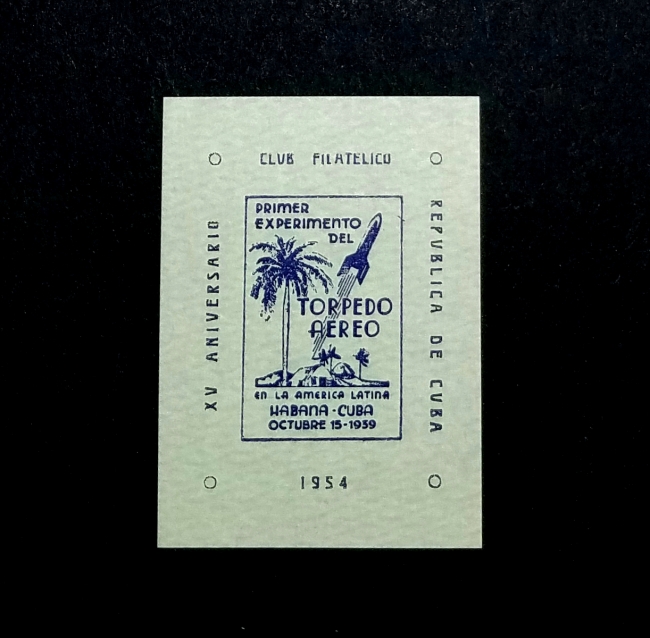 CLUB FILATELICO
PRIMER
EXPERIMENTO
DEL
TORPEDO
AEREO
EN LA AMERICA LATINA
HABANA - CUBA
OCTUBRE 15-1939
XV ANIVERSARIO
REPUBLICA DE CUBA
1954